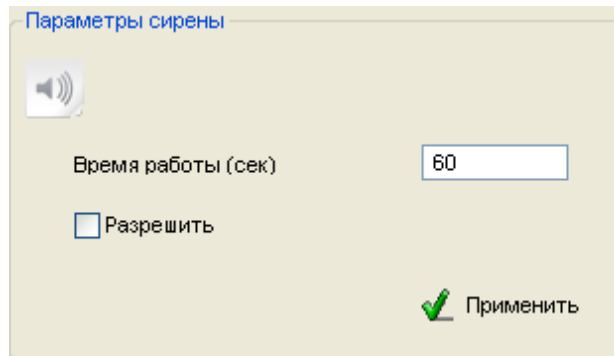 Параметры сирены
Время работы (сек)
60
Разрешить
Применить